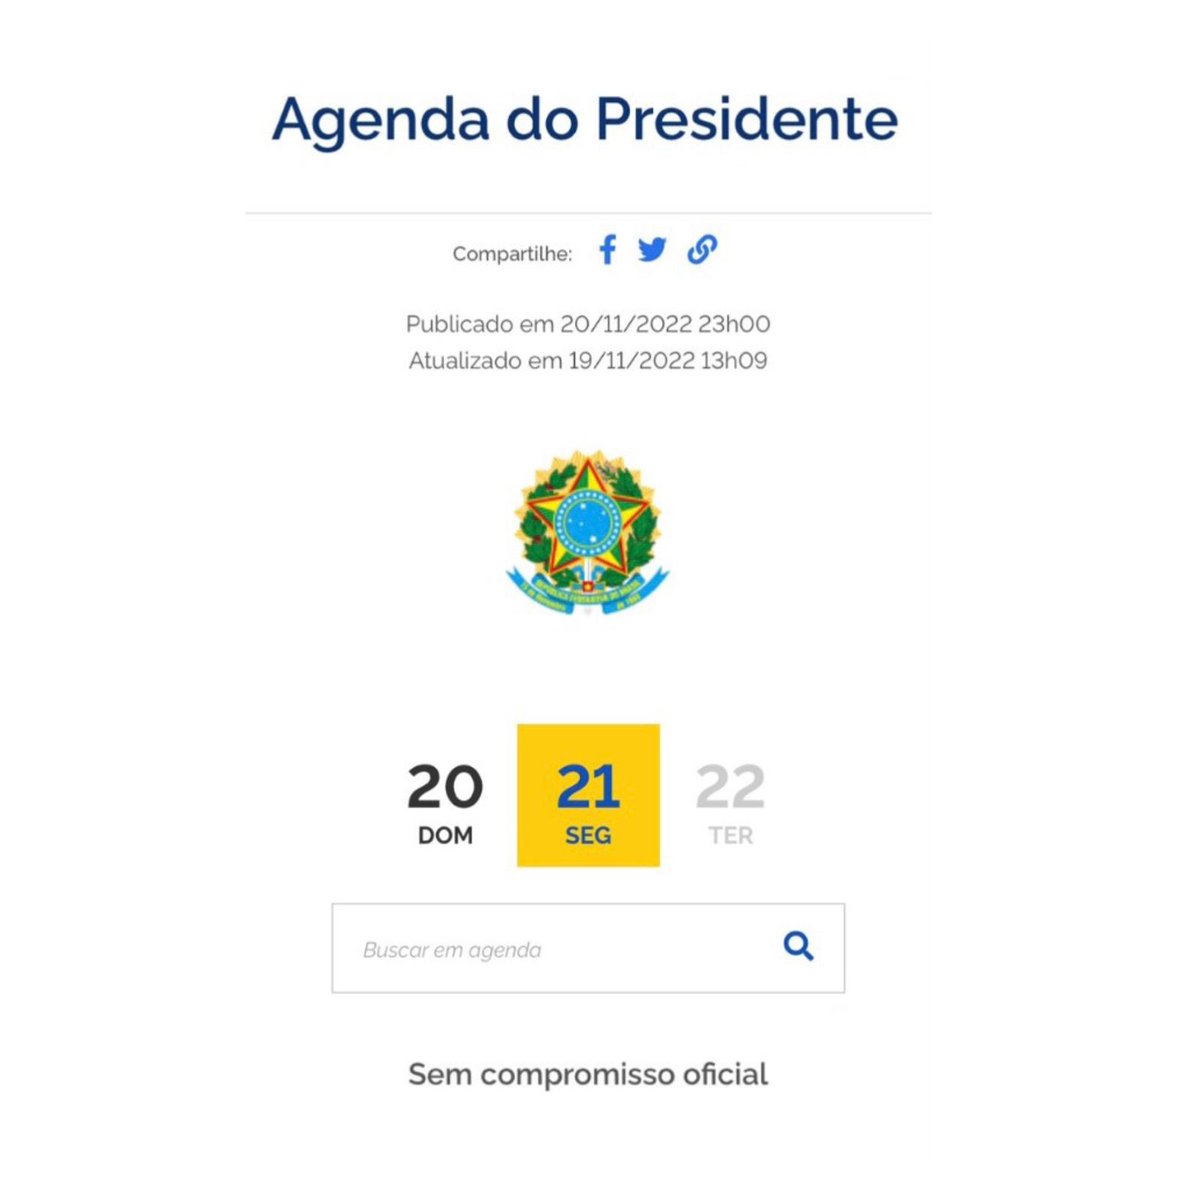 Agenda do Presidente
Compartilhe:
Publicado em 20/11/2022 23h00
Atualizado em 19/11/2022 13h09
20
DOM
21
SEG
22
TER
Buscar em agenda
Sem compromisso oficial